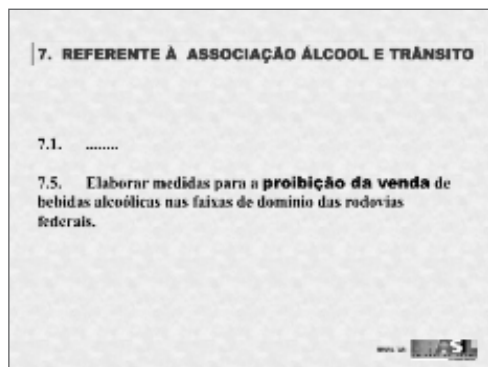 7. REFERENTE À ASSOCIAÇÃO ÁLCOOL E TRÂNSITO
7.1. ........
7.5. Elaborar medidas para a proibição da venda de
bebidas alcoólicas nas faixas de domínio das rodovias
federais.